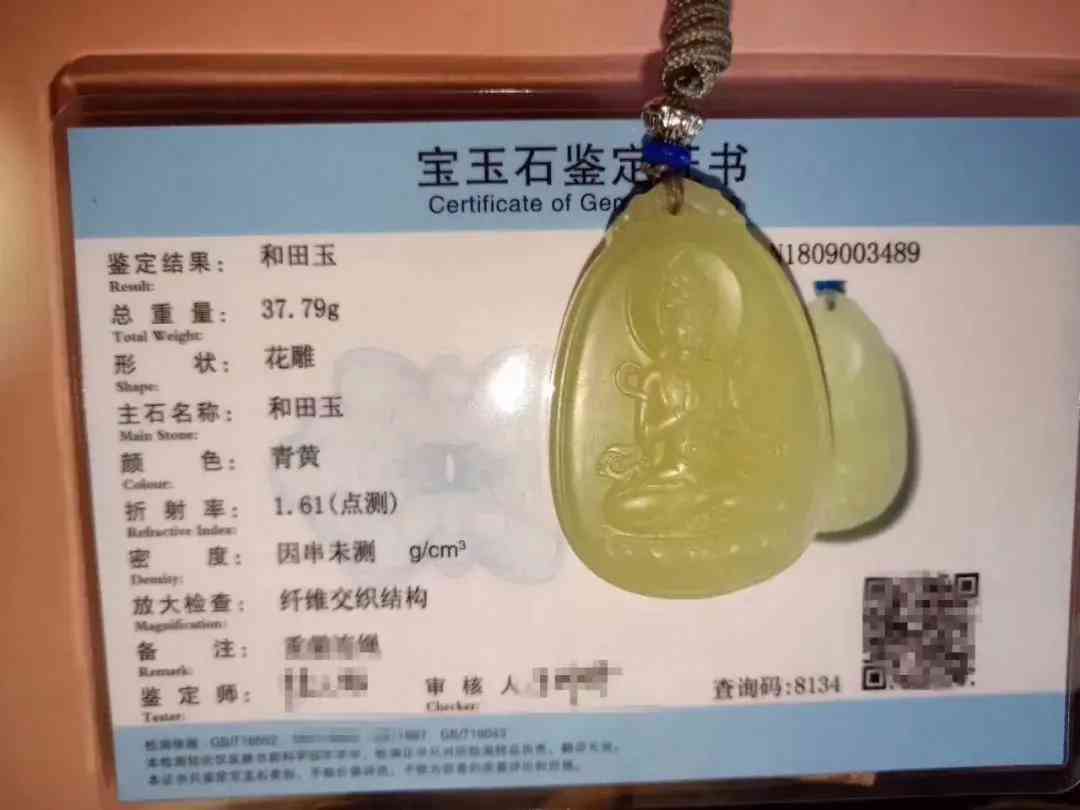 宝玉石鉴定证书
Certificate of Gem
N1809003489
鉴定结果: 和田玉
Result:
总重量: 37.79g
Total Weight:
形状: 花雕
Shape:
主石名称: 和田玉
Main Stone:
颜色: 青黄
Colour:
折射率: 1.61(点测)
Refractive Index:
密度: 因串未测 g/cm³
Density:
放大检查: 纤维交织结构
Magnification:
备注:
Remark:
鉴定师: 审核人
Tester: Checker:
查询码:8134